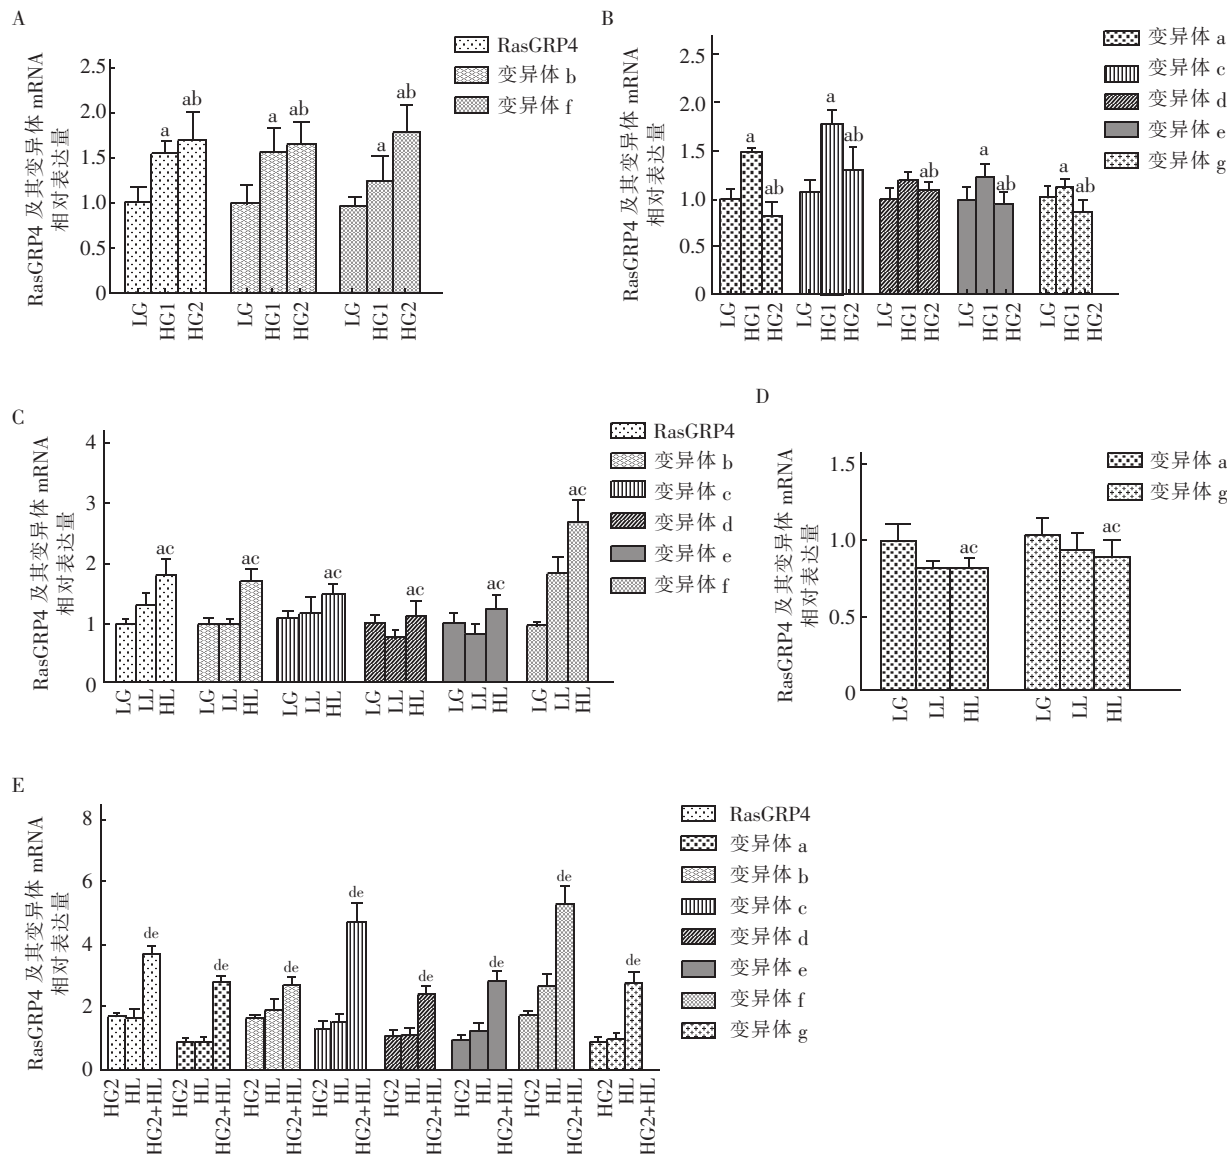 A
RasGRP4 及其变异体 mRNA
相对表达量
2.5
2.0
1.5
1.0
0.5
0
a
ab
a
ab
a
ab
LG
HG1
HG2
LG
HG1
HG2
LG
HG1
HG2
RasGRP4
变异体 b
变异体 f
B
RasGRP4 及其变异体 mRNA
相对表达量
2.5
2.0
1.5
1.0
0.5
0
a
ab
a
ab
ab
a
ab
a
ab
LG
HG1
HG2
LG
HG1
HG2
LG
HG1
HG2
LG
HG1
HG2
LG
HG1
HG2
变异体 a
变异体 c
变异体 d
变异体 e
变异体 g
C
RasGRP4 及其变异体 mRNA
相对表达量
4
3
2
1
0
ac
ac
ac
ac
ac
ac
LG
LL
HL
LG
LL
HL
LG
LL
HL
LG
LL
HL
LG
LL
HL
LG
LL
HL
RasGRP4
变异体 b
变异体 c
变异体 d
变异体 e
变异体 f
D
RasGRP4 及其变异体 mRNA
相对表达量
1.5
1.0
0.5
0
ac
ac
LG
LL
HL
LG
LL
HL
变异体 a
变异体 g
E
RasGRP4 及其变异体 mRNA
相对表达量
8
6
4
2
0
de
de
de
de
de
de
de
de
HG2
HL
HG2+HL
HG2
HL
HG2+HL
HG2
HL
HG2+HL
HG2
HL
HG2+HL
HG2
HL
HG2+HL
HG2
HL
HG2+HL
HG2
HL
HG2+HL
HG2
HL
HG2+HL
RasGRP4
变异体 a
变异体 b
变异体 c
变异体 d
变异体 e
变异体 f
变异体 g